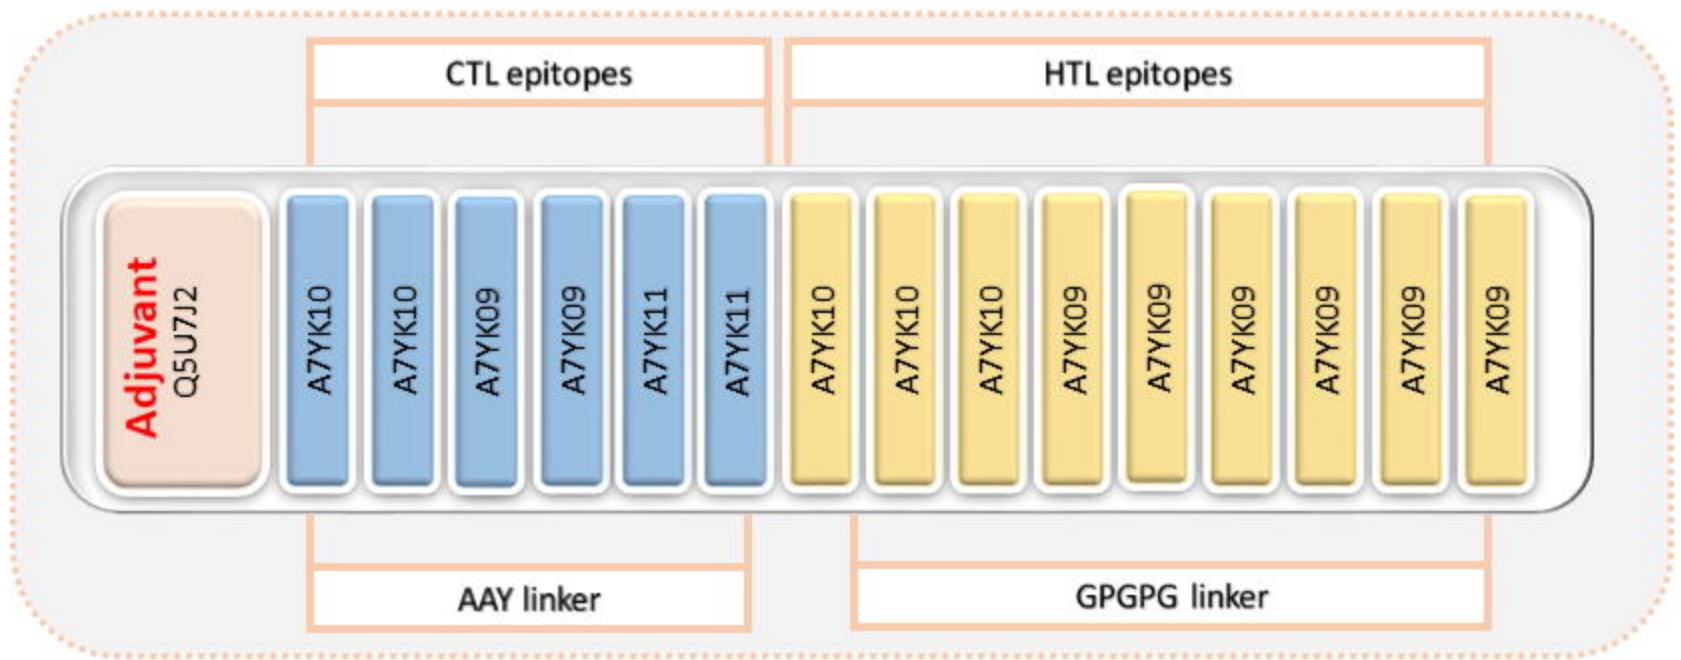 CTL epitopes
HTL epitopes
Adjuvant
Q5U7J2
A7YK10
A7YK10
A7YK09
A7YK09
A7YK11
A7YK11
A7YK10
A7YK10
A7YK10
A7YK09
A7YK09
A7YK09
A7YK09
A7YK09
A7YK09
AAY linker
GPGPG linker